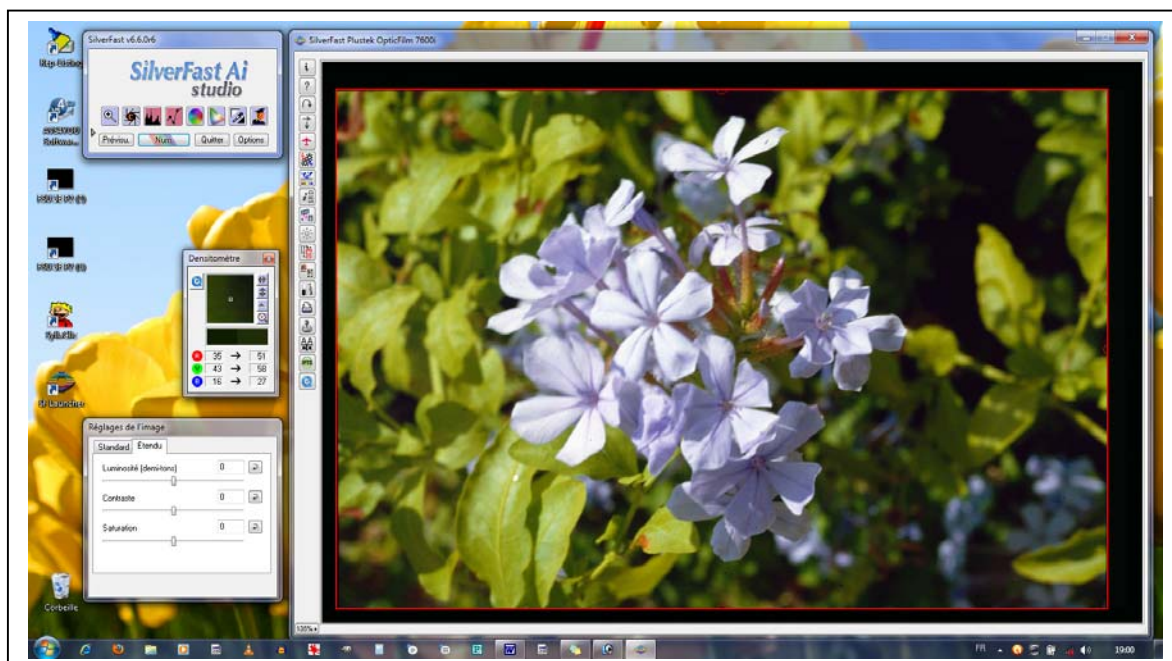 SilverFast v6.6.0r6
SilverFast Ai
studio
Prévisu.
Num.
Quitter
Options
SilverFast Plustek OpticFilm 7600i
Densitomètre
R 35 → 51
V 43 → 58
B 16 → 27
Réglages de l'image
Standard
Etendu
Luminosité (demi-tons) 0
Contraste 0
Saturation 0
SF Launcher
Corbeille
FR
19:00